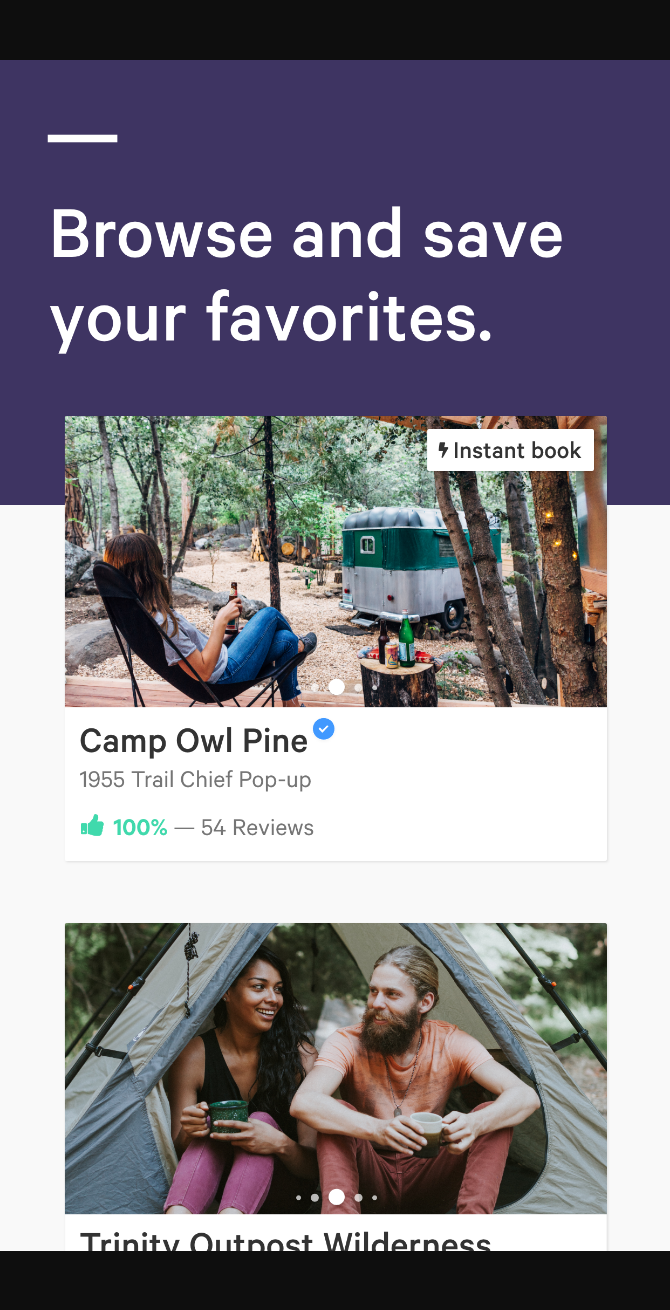 Browse and save
your favorites.
Instant book
Camp Owl Pine
1955 Trail Chief Pop-up
100% — 54 Reviews
Trinity Outpost Wilderness